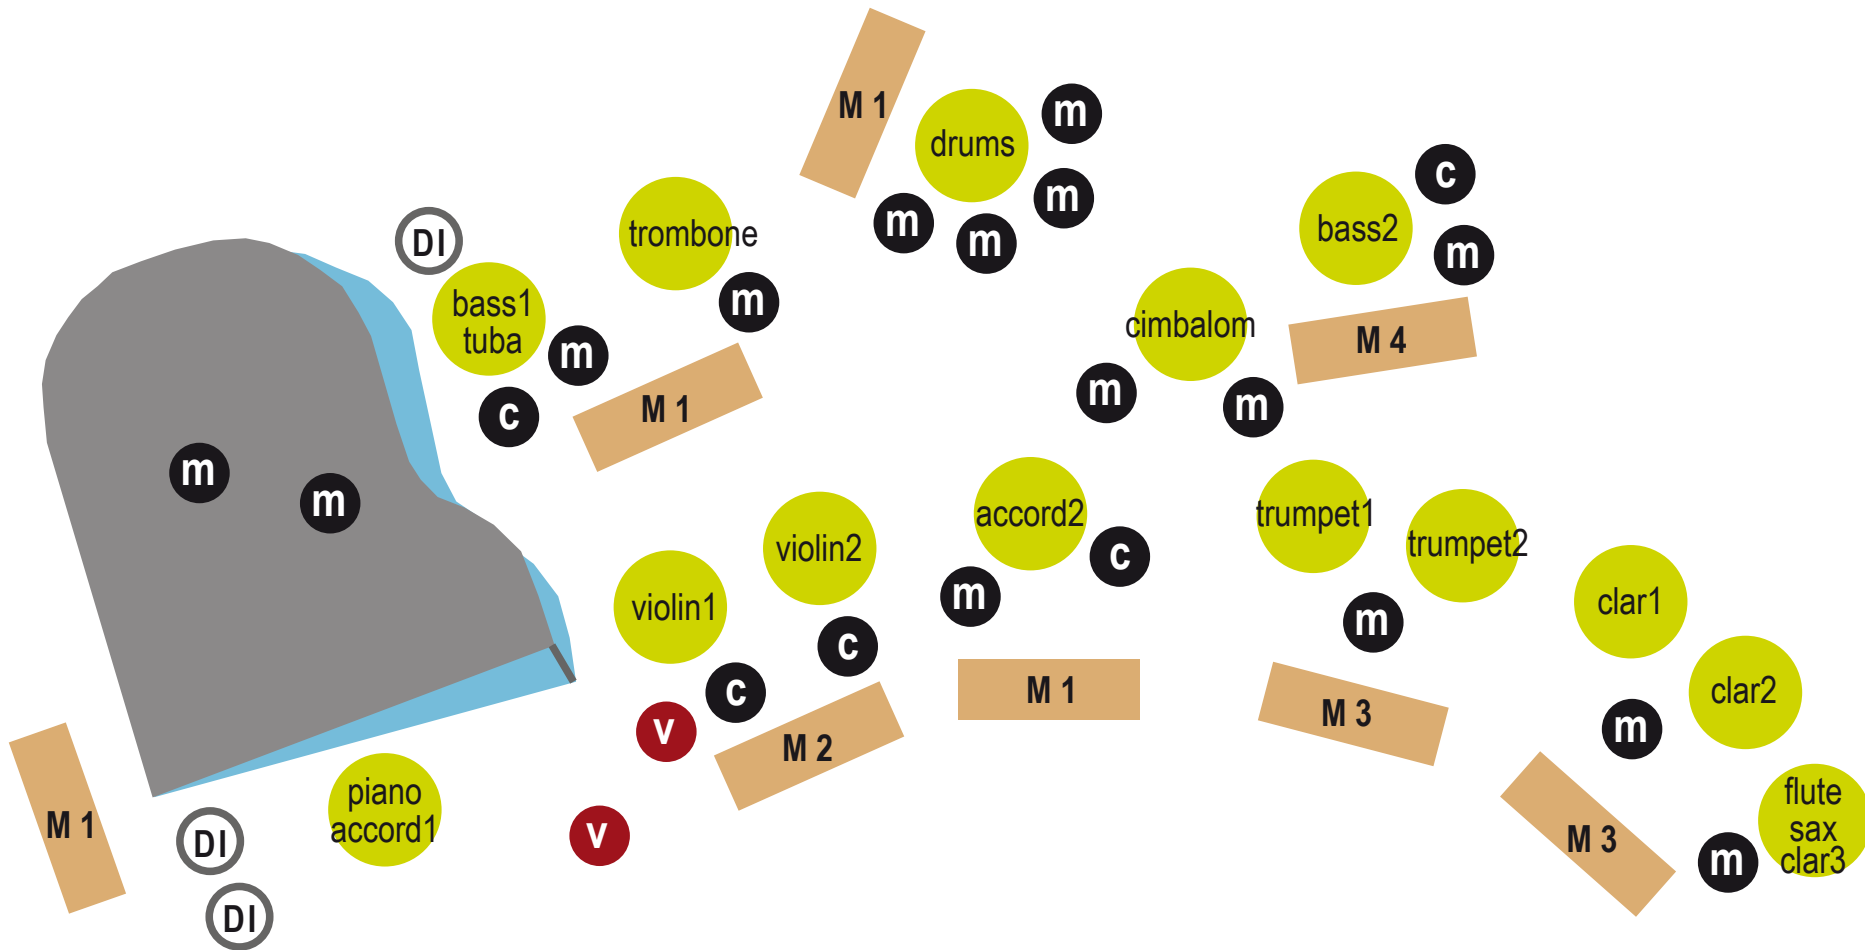 M 1
drums
m
m
m
m
c
bass2
m
trombone
m
DI
bass1
tuba
m
c
M 1
cimbalom
m
m
M 4
m
m
violin1
violin2
c
c
v
M 2
accord2
c
m
M 1
trumpet1
trumpet2
m
M 3
clar1
clar2
m
M 3
flute
sax
clar3
m
M 1
piano
accord1
v
DI
DI